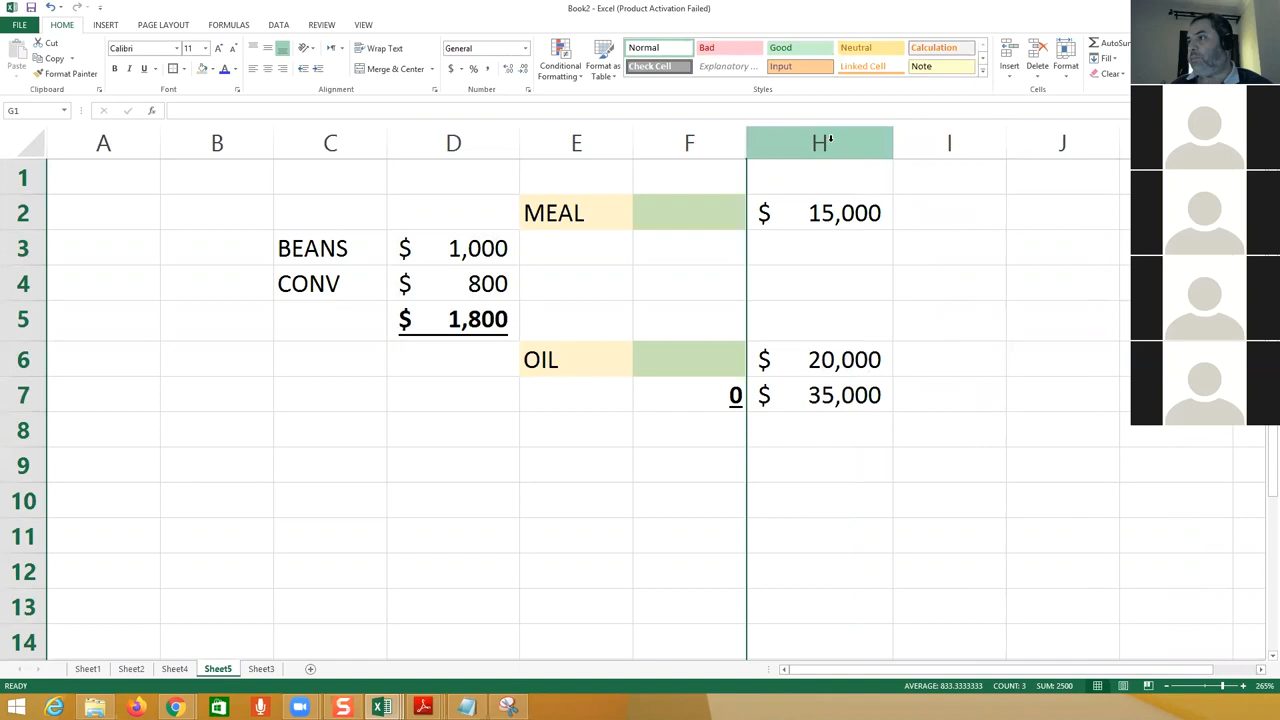 Book2 - Excel (Product Activation Failed)
FILE HOME INSERT PAGE LAYOUT FORMULAS DATA REVIEW VIEW
Cut Calibri 11 Wrap Text General Normal Bad Good Neutral Calculation AutoSum
Copy Fill
Paste Format Painter B I U Merge & Center $ % Conditional Formatting Format as Table Check Cell Explanatory ... Input Linked Cell Note Insert Delete Format Clear
Clipboard Font Alignment Number Styles Cells
G1 fx
A B C D E F H I J
1
2 MEAL $ 15,000
3 BEANS $ 1,000
4 CONV $ 800
5 $ 1,800
6 OIL $ 20,000
7 0 $ 35,000
8
9
10
11
12
13
14
Sheet1 Sheet2 Sheet4 Sheet5 Sheet3
READY AVERAGE: 833.3333333 COUNT: 3 SUM: 2500 265%